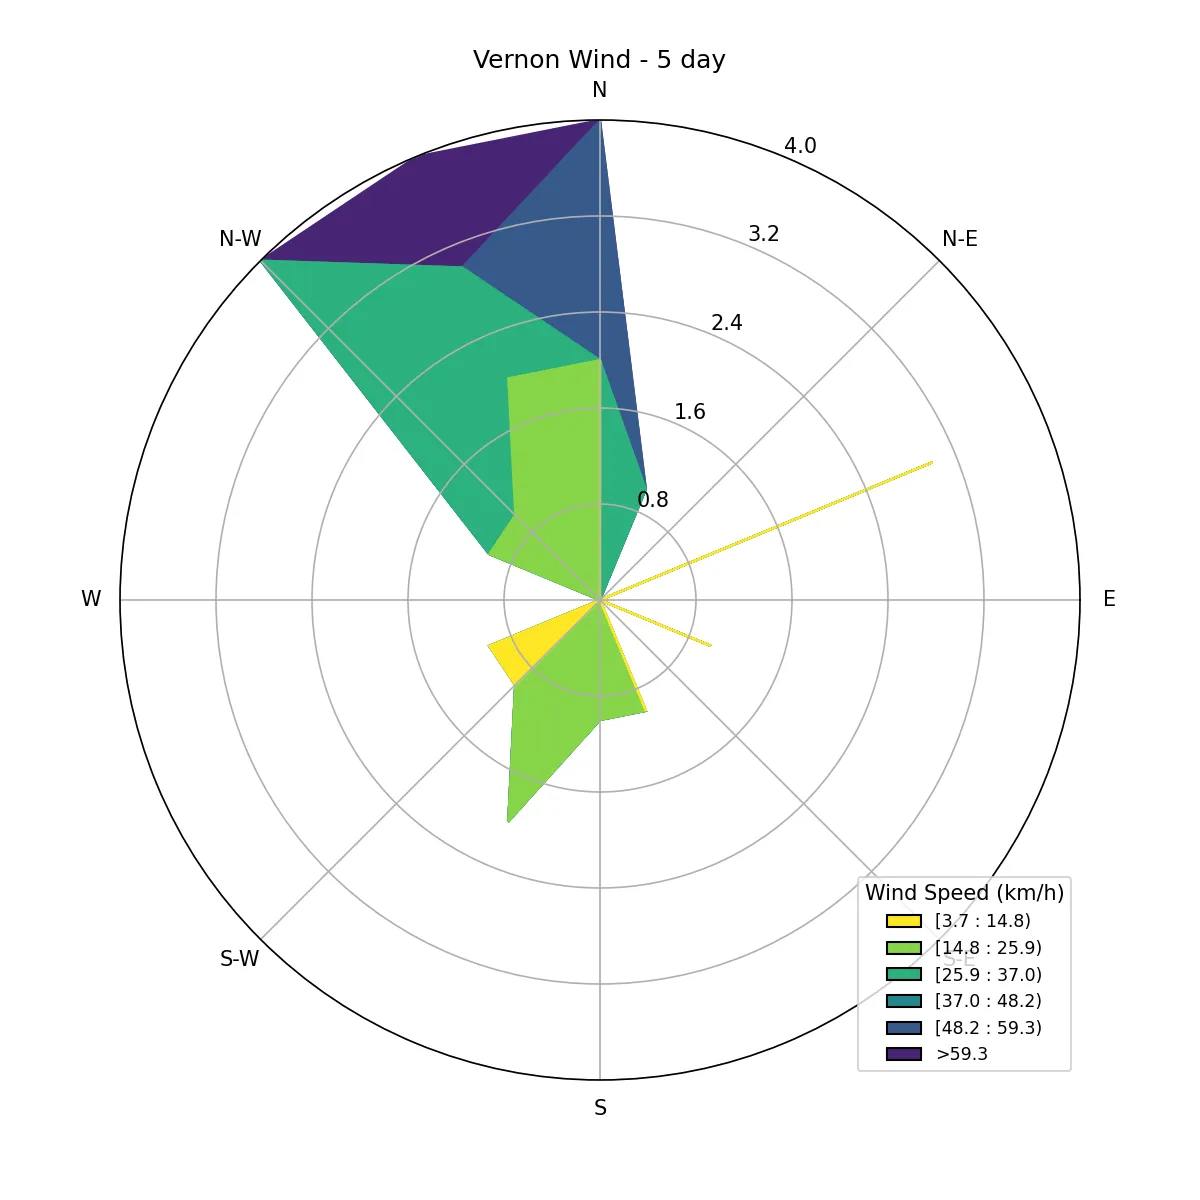 Vernon Wind - 5 day
N
4.0
N-W
3.2
N-E
2.4
1.6
0.8
W
E
Wind Speed (km/h)
[3.7 : 14.8)
[14.8 : 25.9)
S-W
S-E
[25.9 : 37.0)
[37.0 : 48.2)
[48.2 : 59.3)
>59.3
S